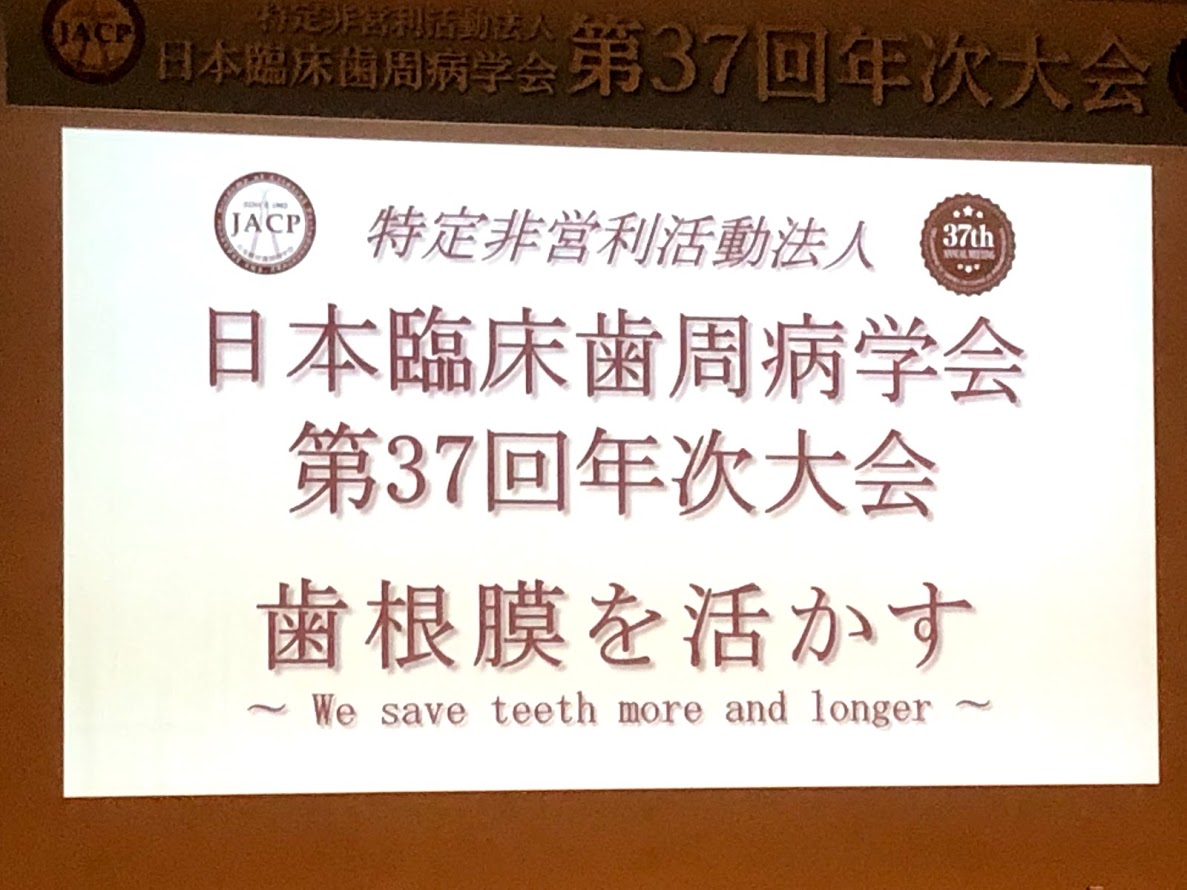 JACP
特定非営利活動法人
日本臨床歯周病学会 第37回年次大会
JACP
特定非営利活動法人
37th
ANNUAL MEETING
日本臨床歯周病学会
第37回年次大会
歯根膜を活かす
～ We save teeth more and longer ～